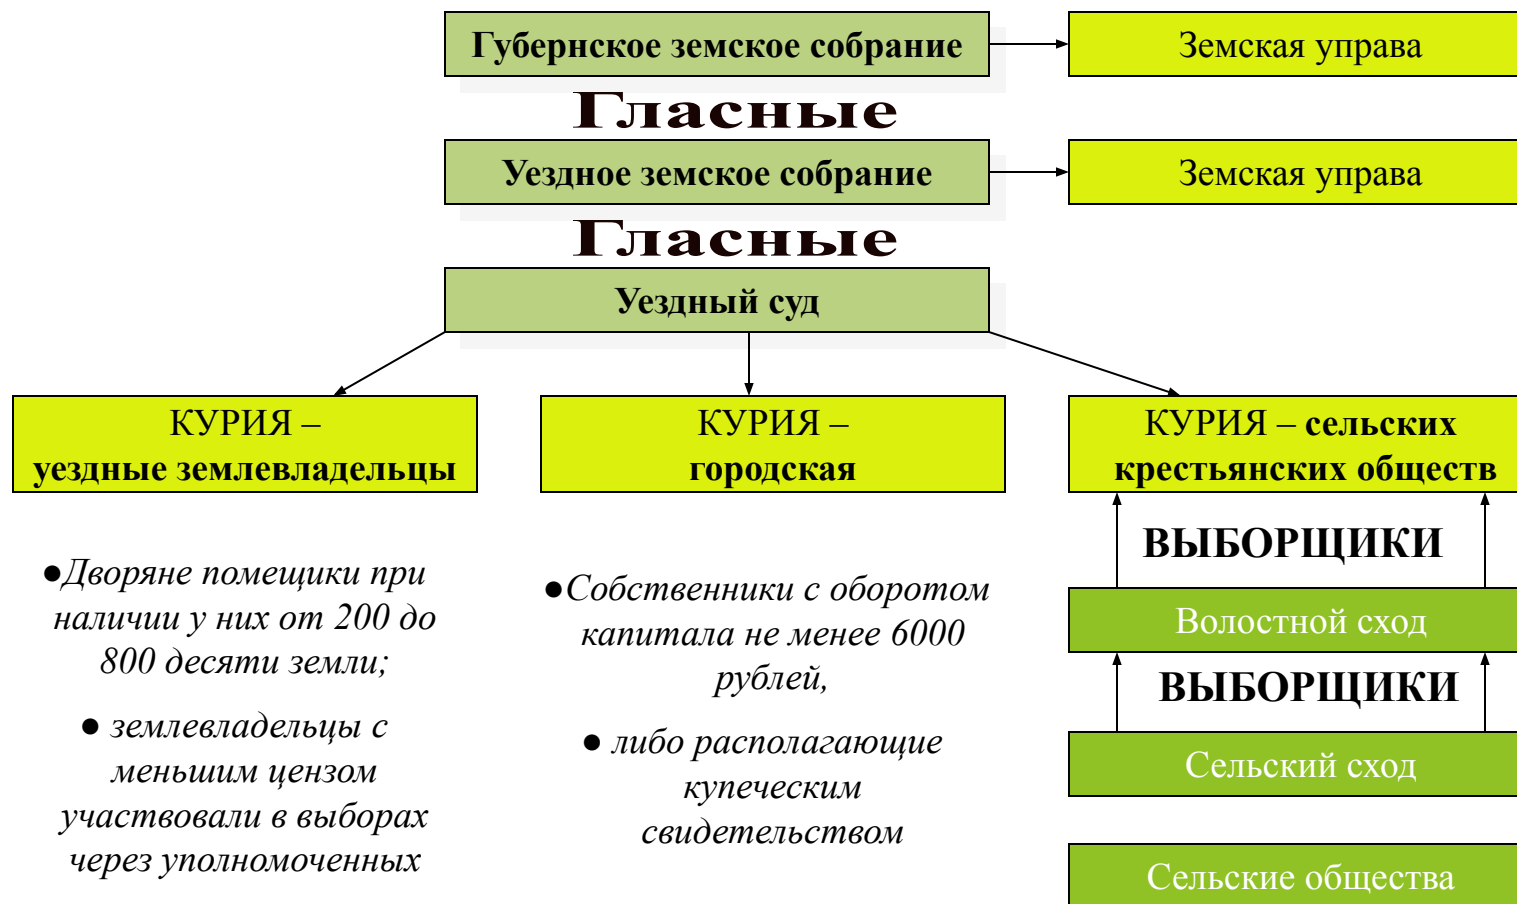 Губернское земское собрание
Земская управа
Гласные
Уездное земское собрание
Земская управа
Гласные
Уездный суд
КУРИЯ –
уездные землевладельцы
КУРИЯ –
городская
КУРИЯ – сельских
крестьянских обществ
●Дворяне помещики при
наличии у них от 200 до
800 десяти земли;
● землевладельцы с
меньшим цензом
участвовали в выборах
через уполномоченных
●Собственники с оборотом
капитала не менее 6000
рублей,
● либо располагающие
купеческим
свидетельством
ВЫБОРЩИКИ
Волостной сход
ВЫБОРЩИКИ
Сельский сход
Сельские общества